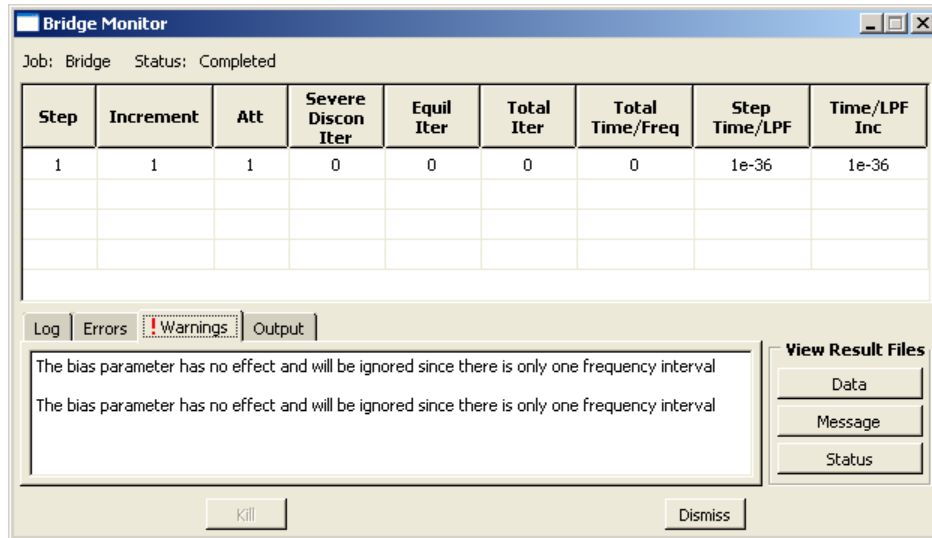 Bridge Monitor
Job: Bridge Status: Completed
Step Increment Att Severe Discon Iter Equil Iter Total Iter Total Time/Freq Step Time/LPF Time/LPF Inc
1 1 1 0 0 0 0 1e-36 1e-36
Log Errors !Warnings Output
The bias parameter has no effect and will be ignored since there is only one frequency interval
The bias parameter has no effect and will be ignored since there is only one frequency interval
View Result Files
Data
Message
Status
Kill Dismiss